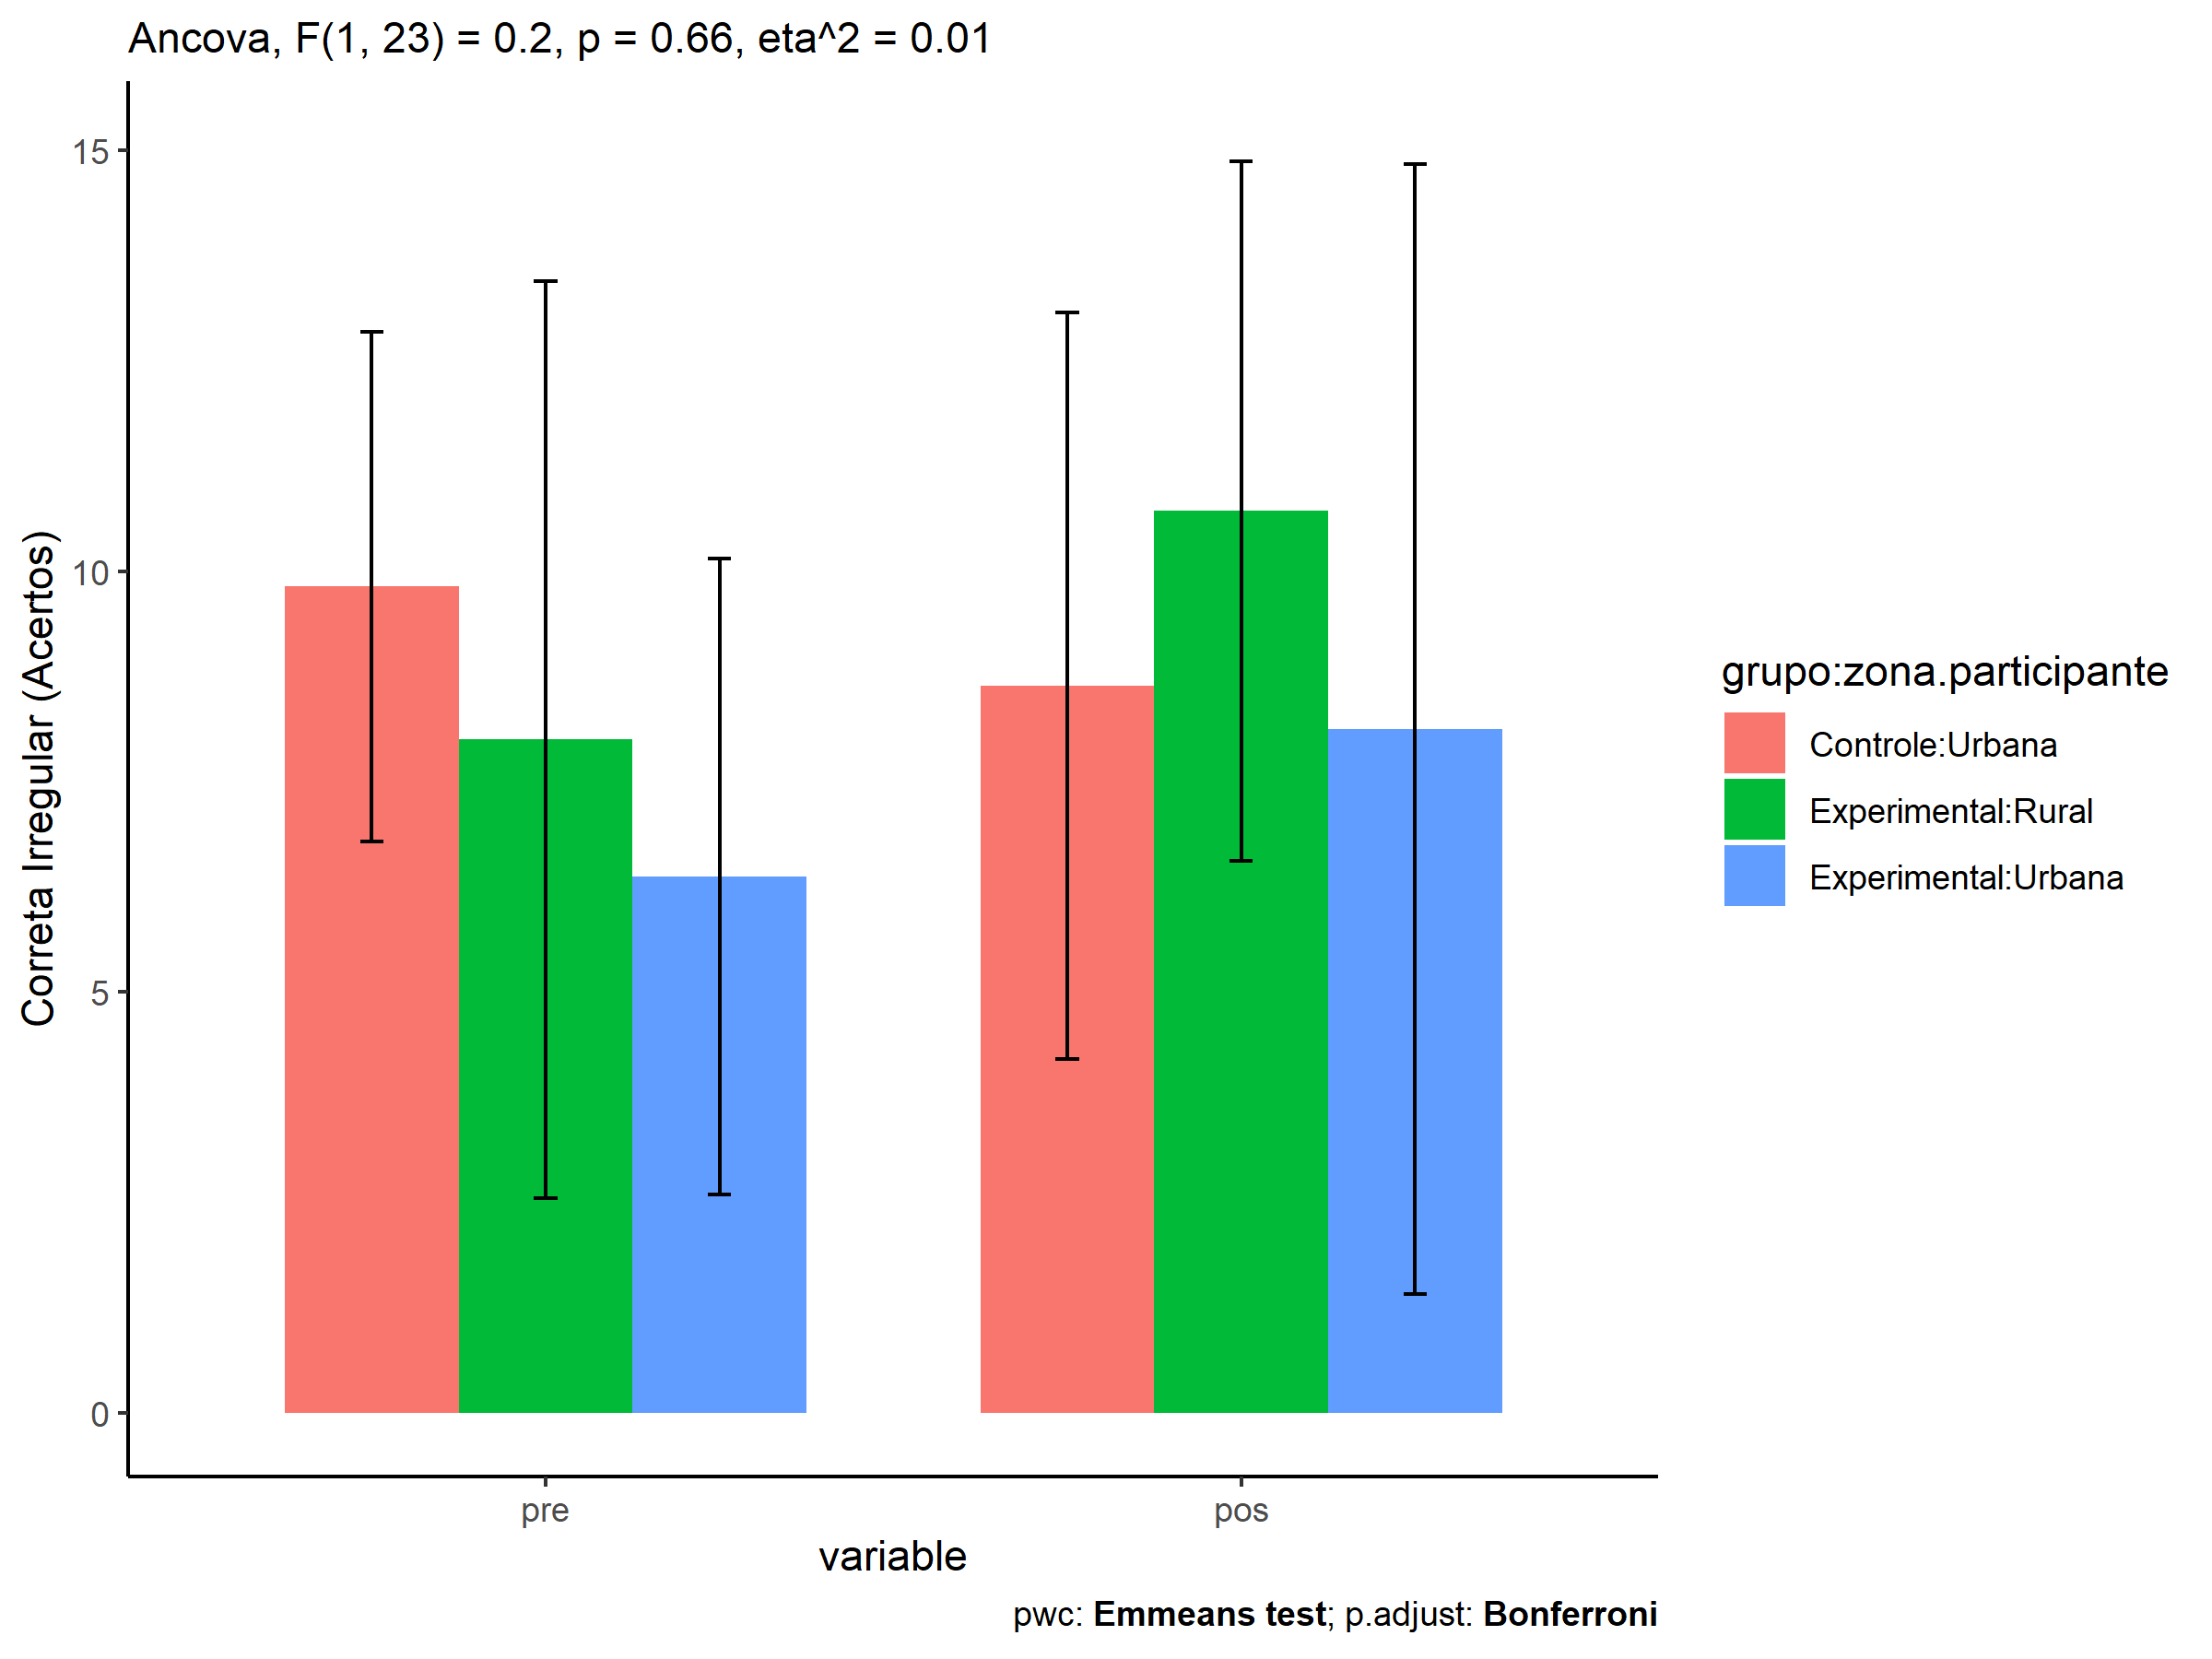 Ancova, F(1, 23) = 0.2, p = 0.66, eta^2 = 0.01
Correta Irregular (Acertos)
15
10
5
0
pre
pos
variable
grupo:zona.participante
Controle:Urbana
Experimental:Rural
Experimental:Urbana
pwc: Emmeans test; p.adjust: Bonferroni